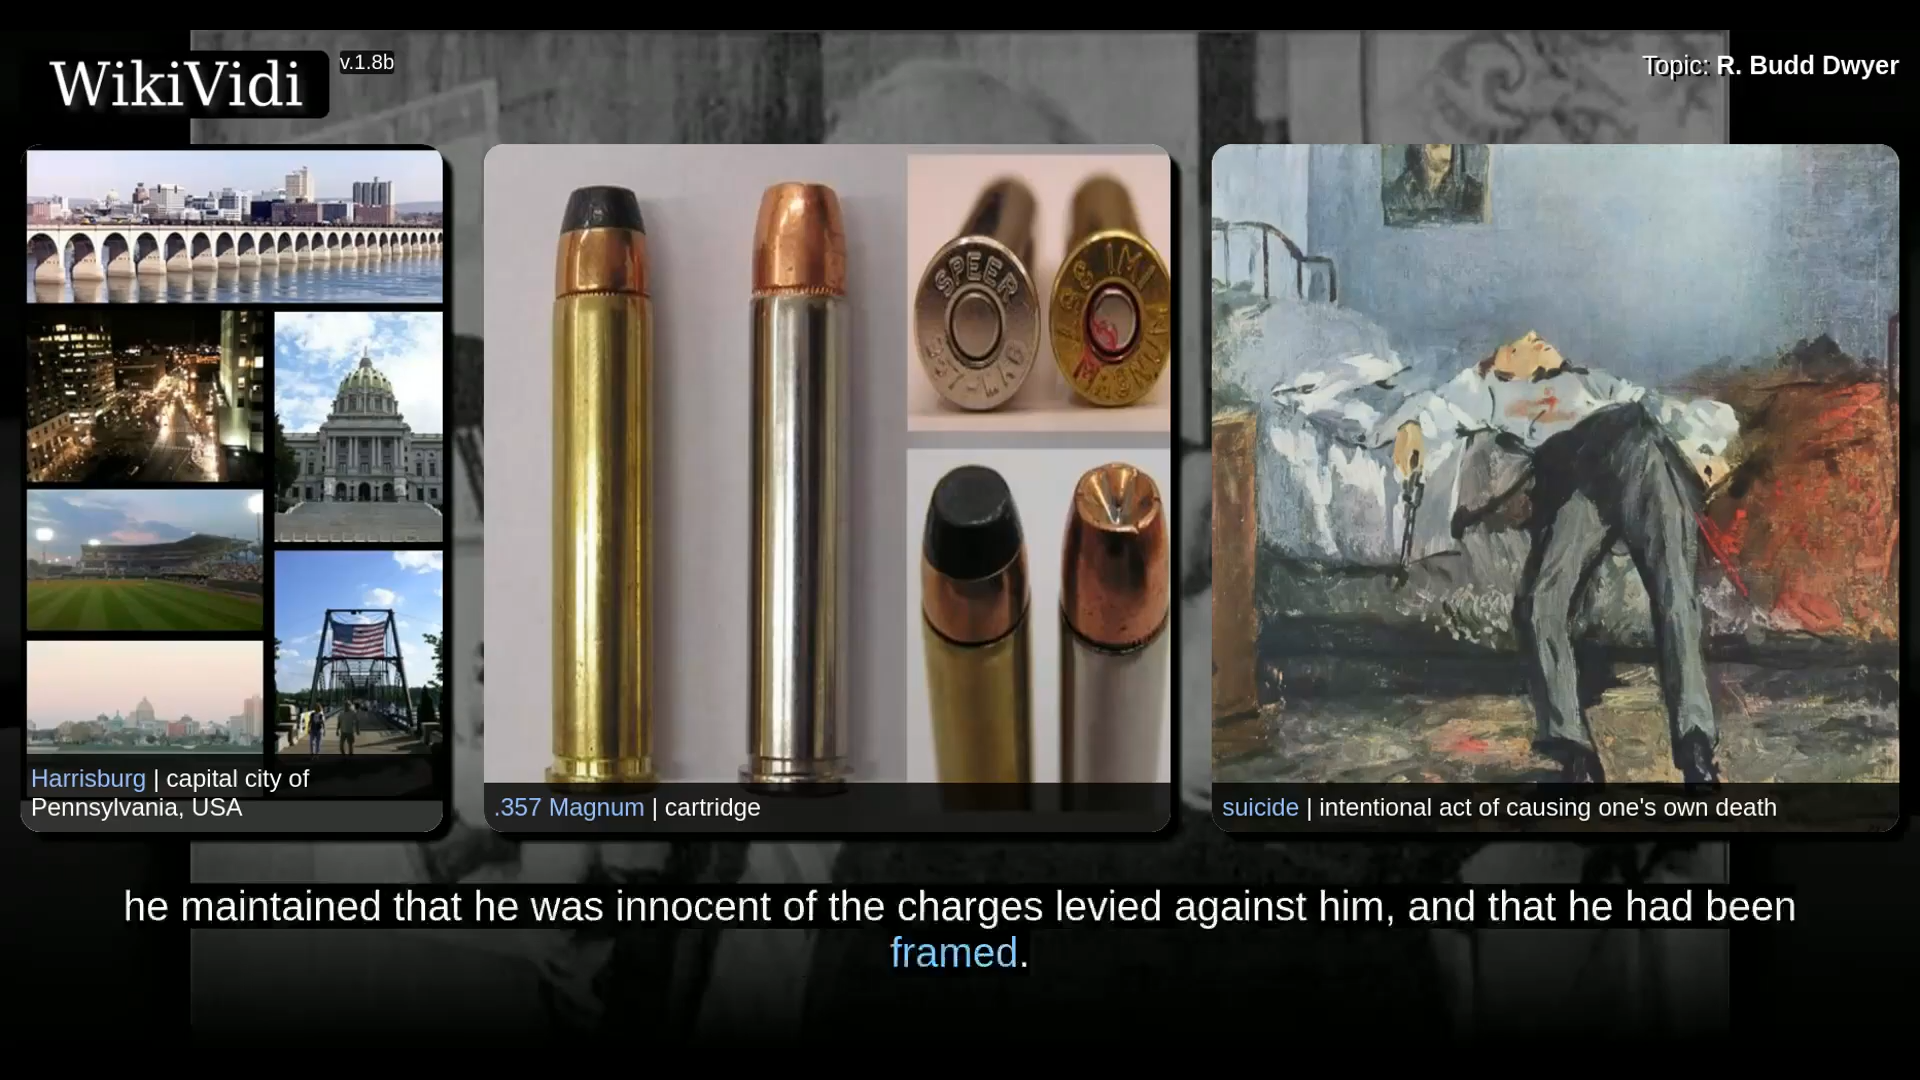 WikiVidi
v.1.8b
Topic: R. Budd Dwyer
SPEER
357-MAG
IMI
MAGNUM
Harrisburg | capital city of
Pennsylvania, USA
.357 Magnum | cartridge
suicide | intentional act of causing one's own death
he maintained that he was innocent of the charges levied against him, and that he had been
framed.